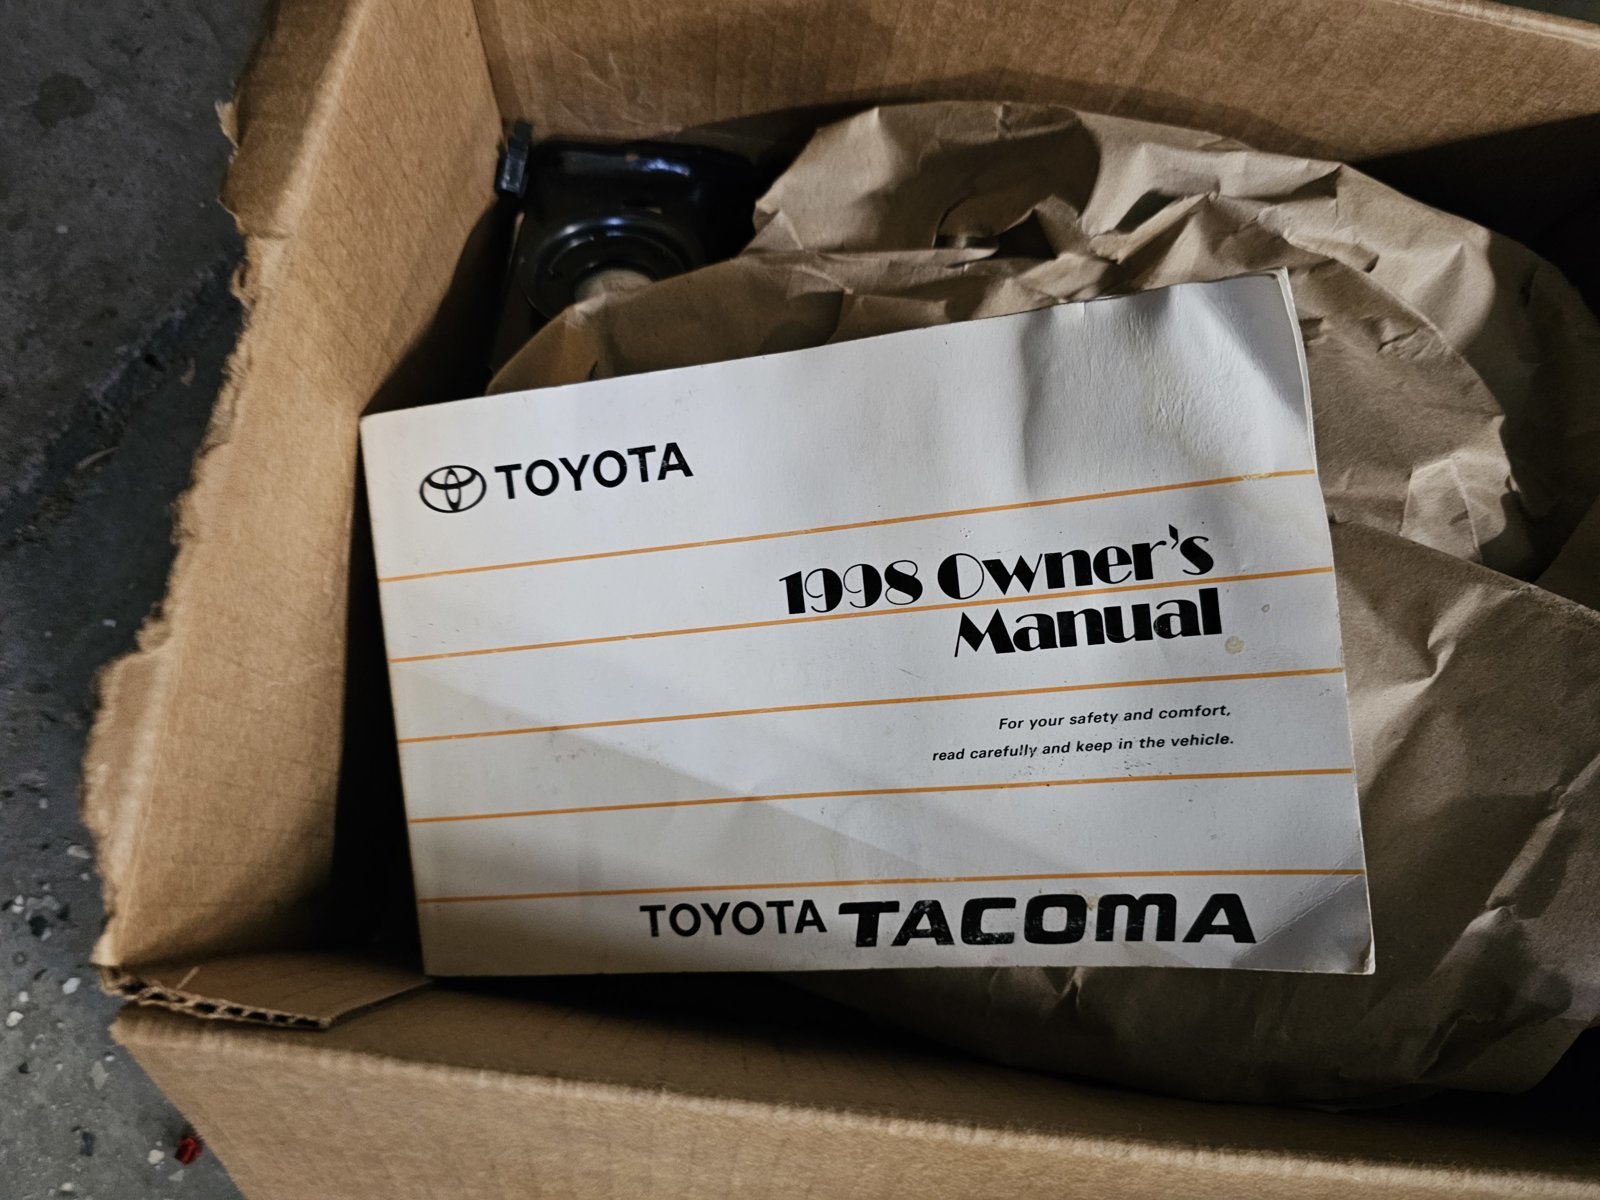 TOYOTA
1998 Owner's
Manual
For your safety and comfort,
read carefully and keep in the vehicle.
TOYOTA TACOMA